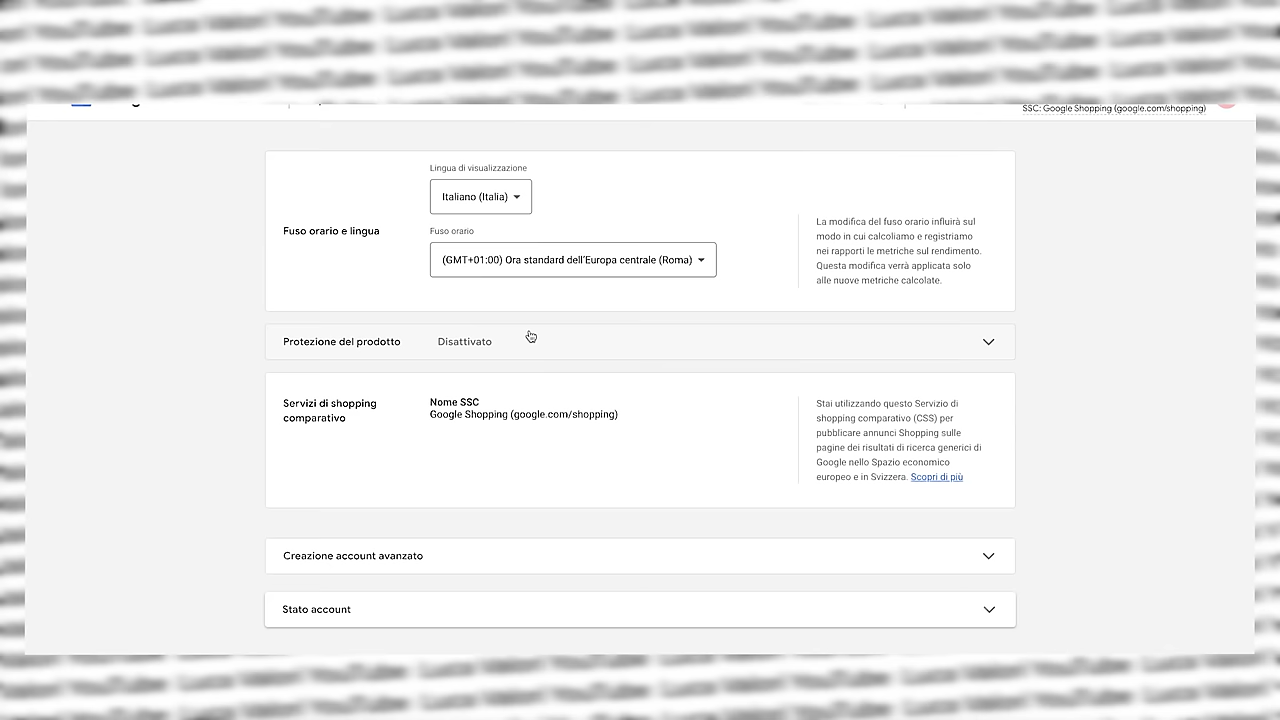 SSC: Google Shopping (google.com/shopping)
Lingua di visualizzazione
Italiano (Italia)
Fuso orario e lingua
Fuso orario
(GMT+01:00) Ora standard dell'Europa centrale (Roma)
La modifica del fuso orario influirà sul
modo in cui calcoliamo e registriamo
nei rapporti le metriche sul rendimento.
Questa modifica verrà applicata solo
alle nuove metriche calcolate.
Protezione del prodotto
Disattivato
Servizi di shopping
comparativo
Nome SSC
Google Shopping (google.com/shopping)
Stai utilizzando questo Servizio di
shopping comparativo (CSS) per
pubblicare annunci Shopping sulle
pagine dei risultati di ricerca generici di
Google nello Spazio economico
europeo e in Svizzera. Scopri di più
Creazione account avanzato
Stato account